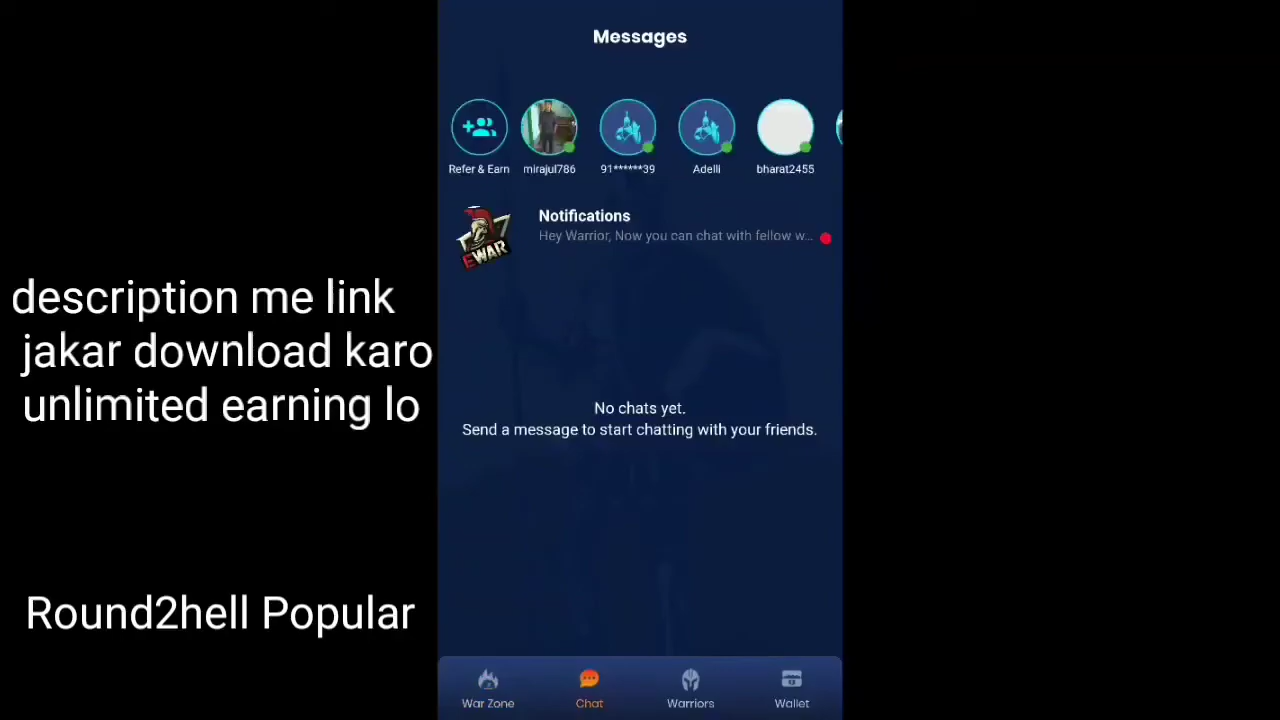 Messages
Refer & Earn
mirajul786
91******39
Adelli
bharat2455
Notifications
Hey Warrior, Now you can chat with fellow w...
EWAR
description me link
jakar download karo
unlimited earning lo
No chats yet.
Send a message to start chatting with your friends.
Round2hell Popular
War Zone
Chat
Warriors
Wallet